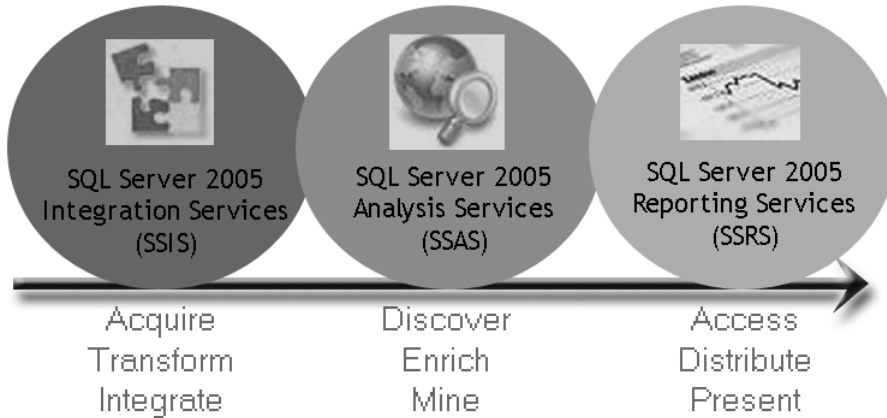 SQL Server 2005
Integration Services
(SSIS)
SQL Server 2005
Analysis Services
(SSAS)
SQL Server 2005
Reporting Services
(SSRS)
Acquire
Transform
Integrate
Discover
Enrich
Mine
Access
Distribute
Present